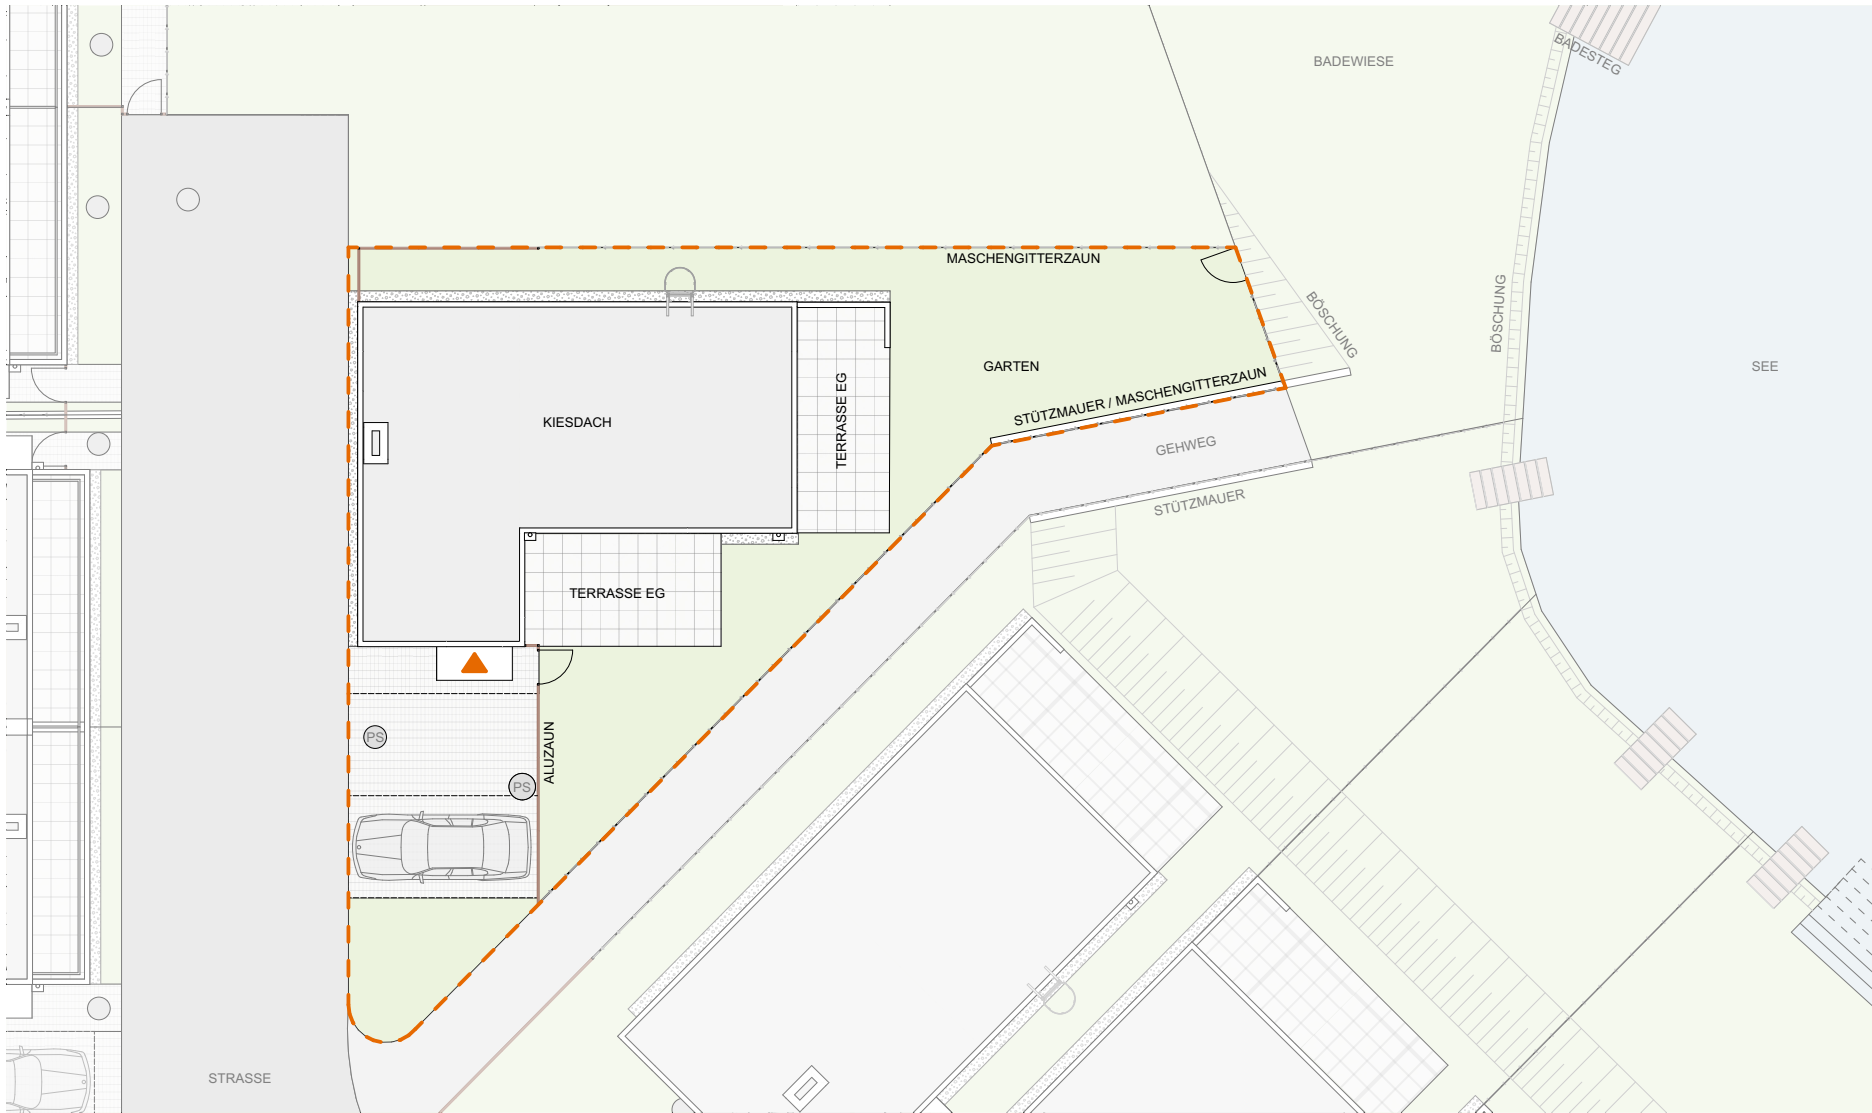 BADEWIESE
BADESTEG
MASCHENGITTERZAUN
BÖSCHUNG
BÖSCHUNG
GARTEN
SEE
STÜTZMAUER / MASCHENGITTERZAUN
TERRASSE EG
KIESDACH
GEHWEG
STÜTZMAUER
TERRASSE EG
PS
ALUZAUN
PS
STRASSE